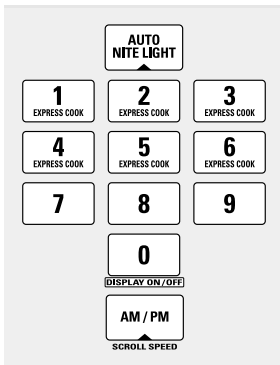 AUTO
NITE LIGHT
1 2 3
EXPRESS COOK EXPRESS COOK EXPRESS COOK
4 5 6
EXPRESS COOK EXPRESS COOK EXPRESS COOK
7 8 9
0
DISPLAY ON/OFF
AM / PM
SCROLL SPEED